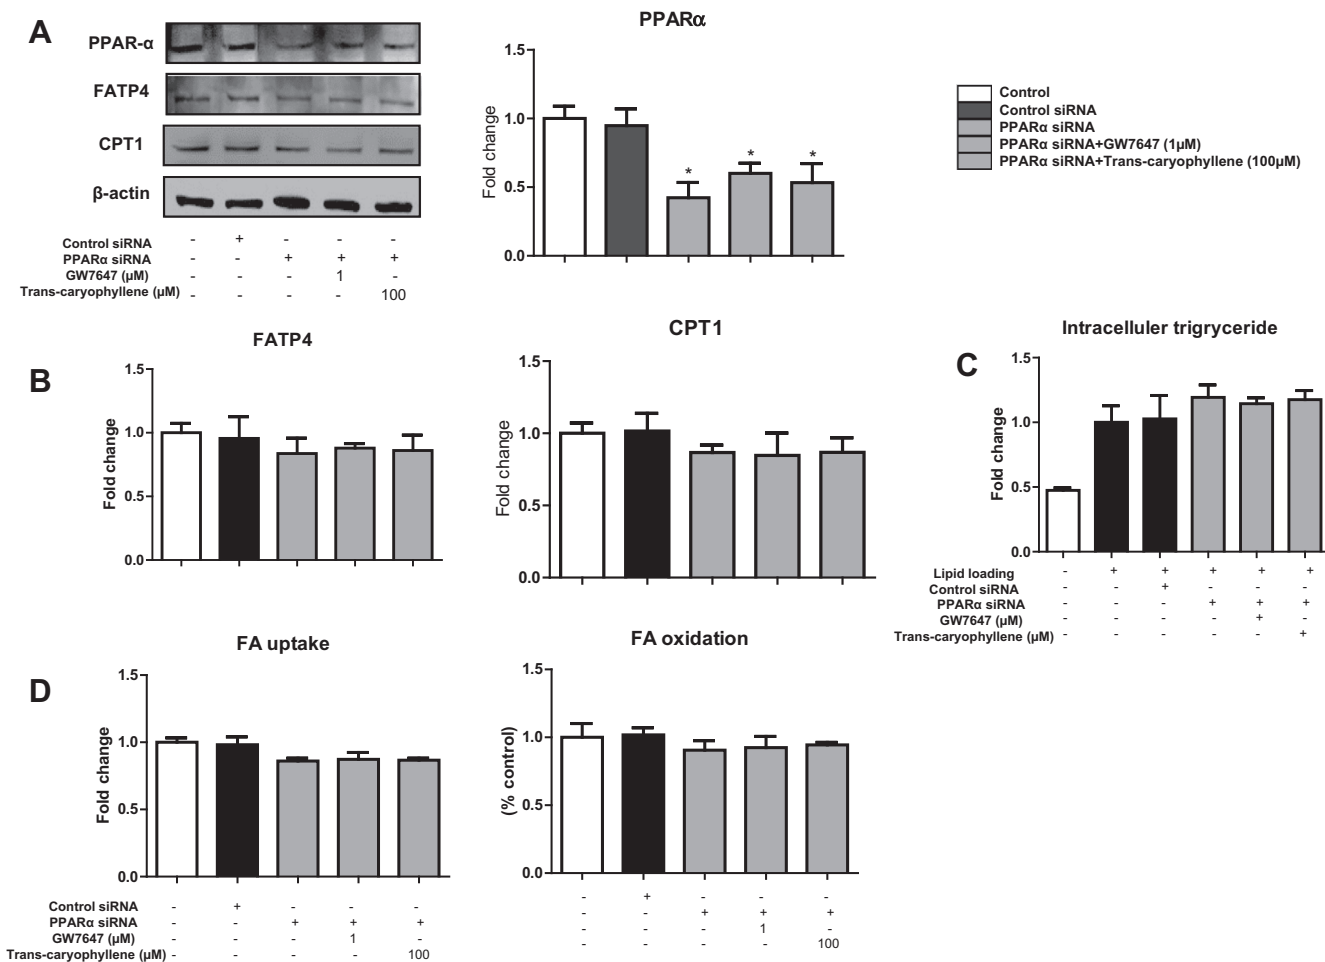 A
PPAR-α
FATP4
CPT1
β-actin
Control siRNA - + - - -
PPARα siRNA - - + + +
GW7647 (μM) - - - 1 -
Trans-caryophyllene (μM) - - - - 100
PPARα
Fold change
1.5
1.0
0.5
0.0
* * *
Control
Control siRNA
PPARα siRNA
PPARα siRNA+GW7647 (1μM)
PPARα siRNA+Trans-caryophyllene (100μM)
B
FATP4
Fold change
1.5
1.0
0.5
0.0
CPT1
Fold change
1.5
1.0
0.5
0.0
C
Intracelluler trigryceride
Fold change
1.5
1.0
0.5
0.0
Lipid loading - + + + + +
Control siRNA - - + - - -
PPARα siRNA - - - + + +
GW7647 (μM) - - - - + -
Trans-caryophyllene (μM) - - - - - +
D
FA uptake
Fold change
1.5
1.0
0.5
0.0
Control siRNA - + - - -
PPARα siRNA - - + + +
GW7647 (μM) - - - 1 -
Trans-caryophyllene (μM) - - - - 100
FA oxidation
(% control)
1.5
1.0
0.5
0.0
- + - - -
- - + + +
- - - 1 -
- - - - 100